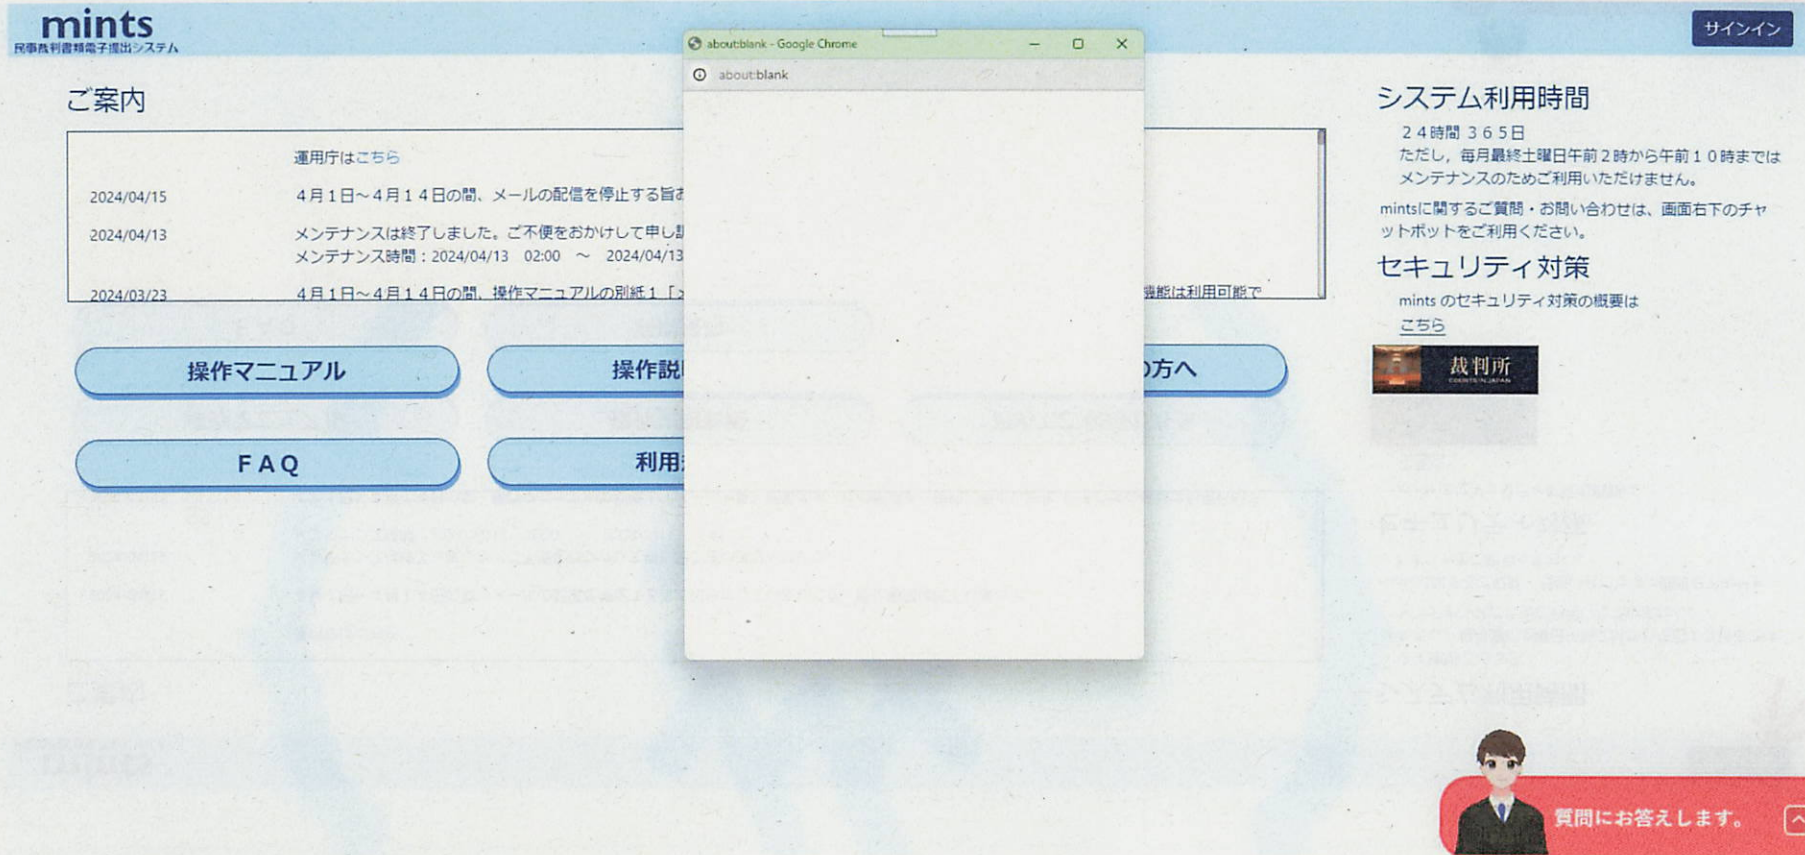 mints
民事裁判書類電子提出システム
サインイン
ご案内
運用庁はこちら
2024/04/15 4月1日～4月14日の間、メールの配信を停止する旨
2024/04/13 メンテナンスは終了しました。ご不便をおかけして申し
メンテナンス時間：2024/04/13 02:00 ～ 2024/04/13
2024/03/23 4月1日～4月14日の間、操作マニュアルの別紙1「
機能は利用可能で
操作マニュアル
操作説
の方へ
FAQ
利用
about:blank - Google Chrome
about:blank
システム利用時間
24時間 365日
ただし，毎月最終土曜日午前2時から午前10時までは
メンテナンスのためご利用いただけません。
mintsに関するご質問・お問い合わせは、画面右下のチャ
ットボットをご利用ください。
セキュリティ対策
mints のセキュリティ対策の概要は
こちら
裁判所
COURTS IN JAPAN
質問にお答えします。